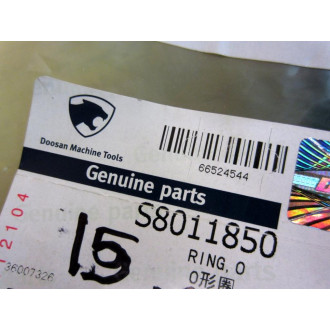 Doosan Machine Tools
66524544
Genuine parts
S8011850
RING, O
O形圈
15
2104
36007326